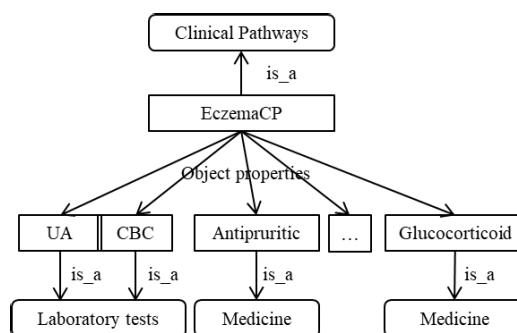 Clinical Pathways
is_a
EczemaCP
Object properties
UA CBC Antipruritic ... Glucocorticoid
is_a is_a is_a is_a
Laboratory tests Medicine Medicine